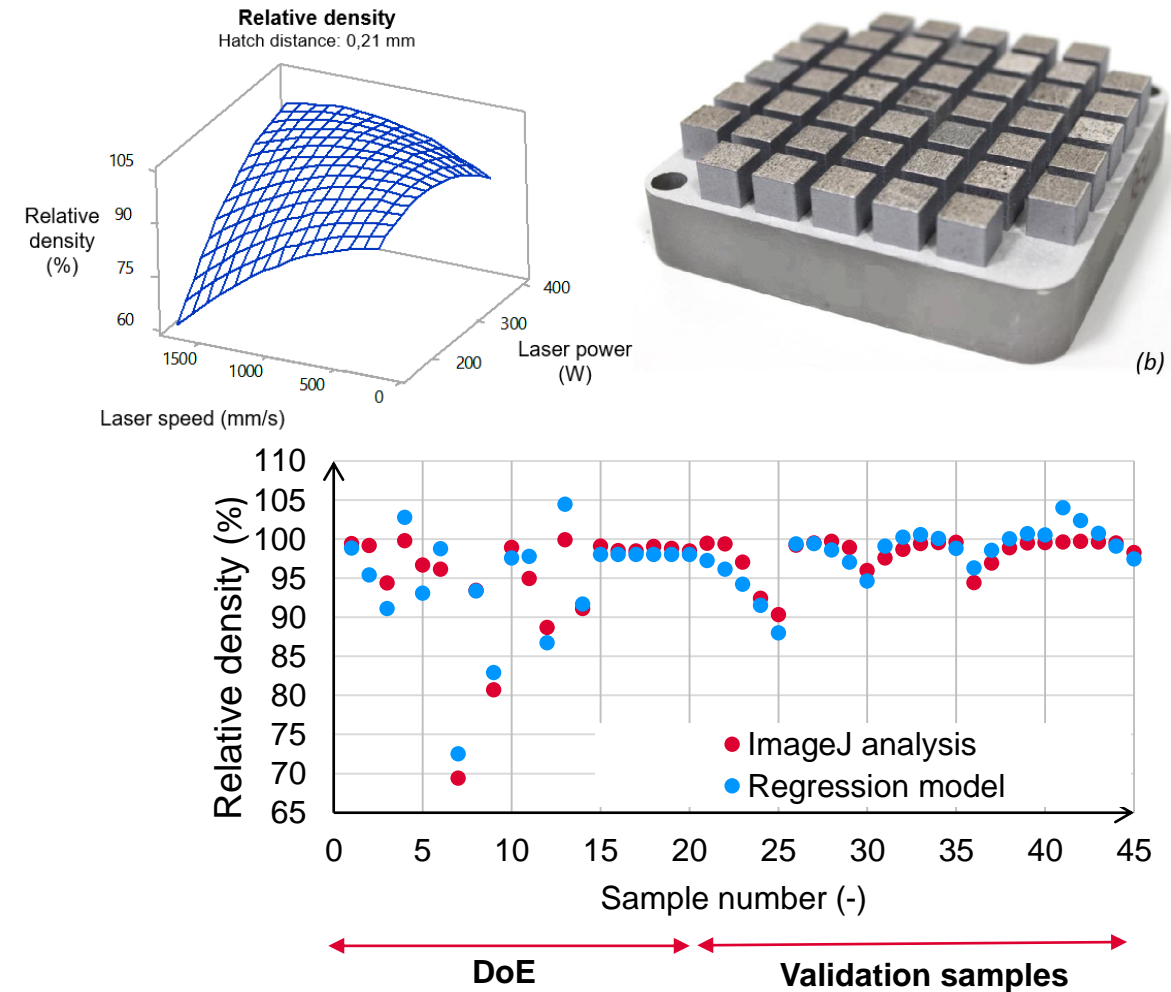 Relative density
Hatch distance: 0,21 mm
105
90
75
60
Relative
density
(%)
1500
1000
500
0
Laser speed (mm/s)
400
300
200
Laser power
(W)
(b)
110
105
100
95
90
85
80
75
70
65
Relative density (%)
ImageJ analysis
Regression model
0 5 10 15 20 25 30 35 40 45
Sample number (-)
DoE
Validation samples